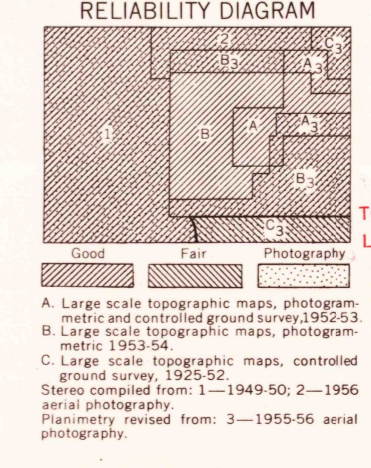 RELIABILITY DIAGRAM
2
C3
B3
A3
1
B
A
A3
B3
C3
T
L
Good Fair Photography
A. Large scale topographic maps, photogram-
metric and controlled ground survey,1952-53.
B. Large scale topographic maps, photogram-
metric 1953-54.
C. Large scale topographic maps, controlled
ground survey, 1925-52.
Stereo compiled from: 1—1949-50; 2—1956
aerial photography.
Planimetry revised from: 3—1955-56 aerial
photography.